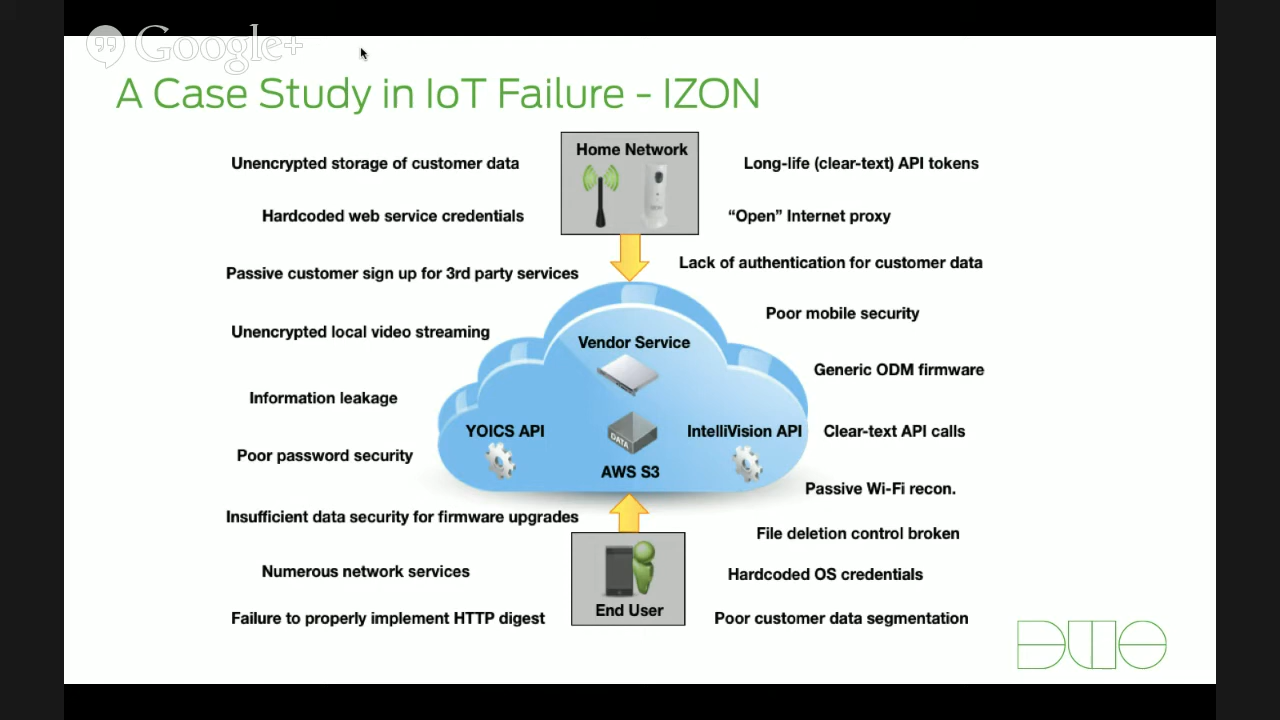 Google+
A Case Study in IoT Failure - IZON
Home Network
Unencrypted storage of customer data
Long-life (clear-text) API tokens
Hardcoded web service credentials
“Open” Internet proxy
Passive customer sign up for 3rd party services
Lack of authentication for customer data
Poor mobile security
Unencrypted local video streaming
Vendor Service
Generic ODM firmware
Information leakage
YOICS API
DATA
IntelliVision API
Clear-text API calls
Poor password security
AWS S3
Passive Wi-Fi recon.
Insufficient data security for firmware upgrades
File deletion control broken
Numerous network services
Hardcoded OS credentials
End User
Failure to properly implement HTTP digest
Poor customer data segmentation
DUO